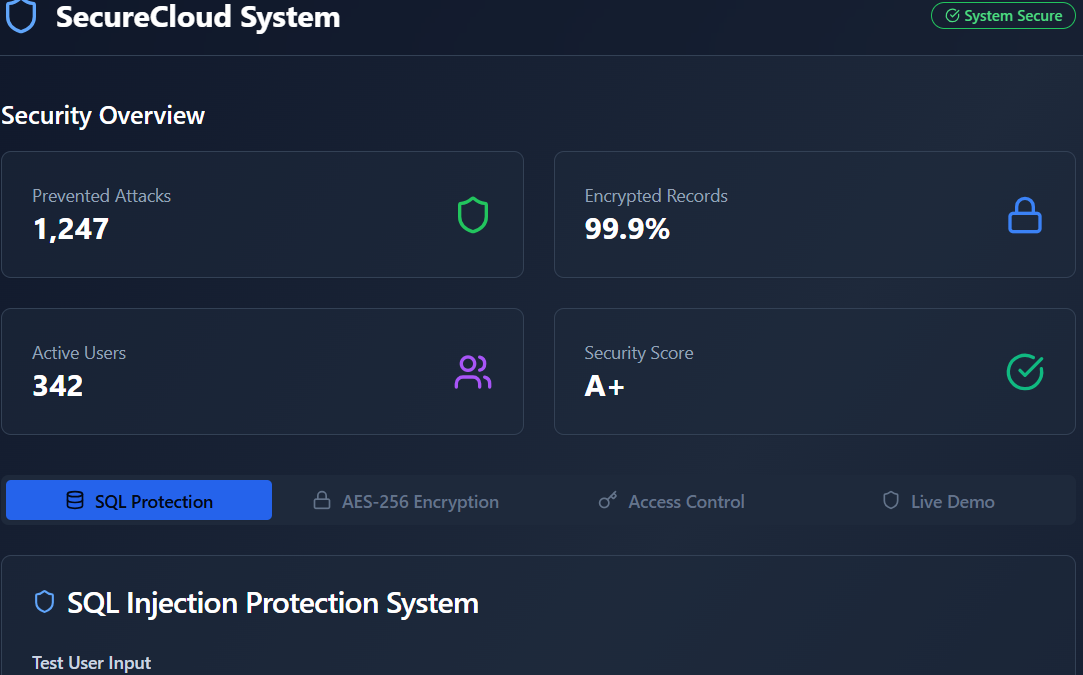 SecureCloud System
System Secure
Security Overview
Prevented Attacks
1,247
Encrypted Records
99.9%
Active Users
342
Security Score
A+
SQL Protection
AES-256 Encryption
Access Control
Live Demo
SQL Injection Protection System
Test User Input